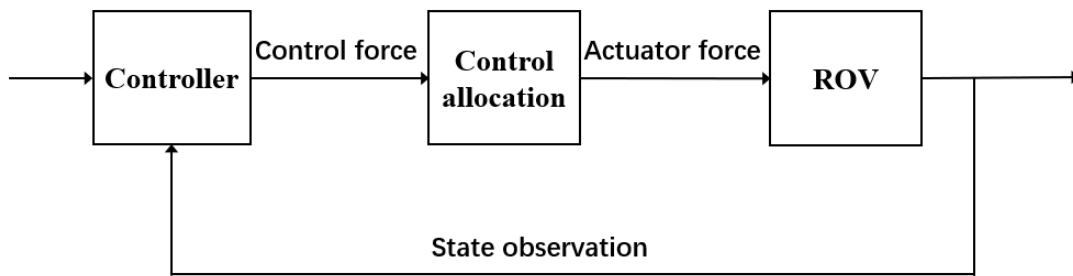 Control force
Actuator force
Controller
Control
allocation
ROV
State observation